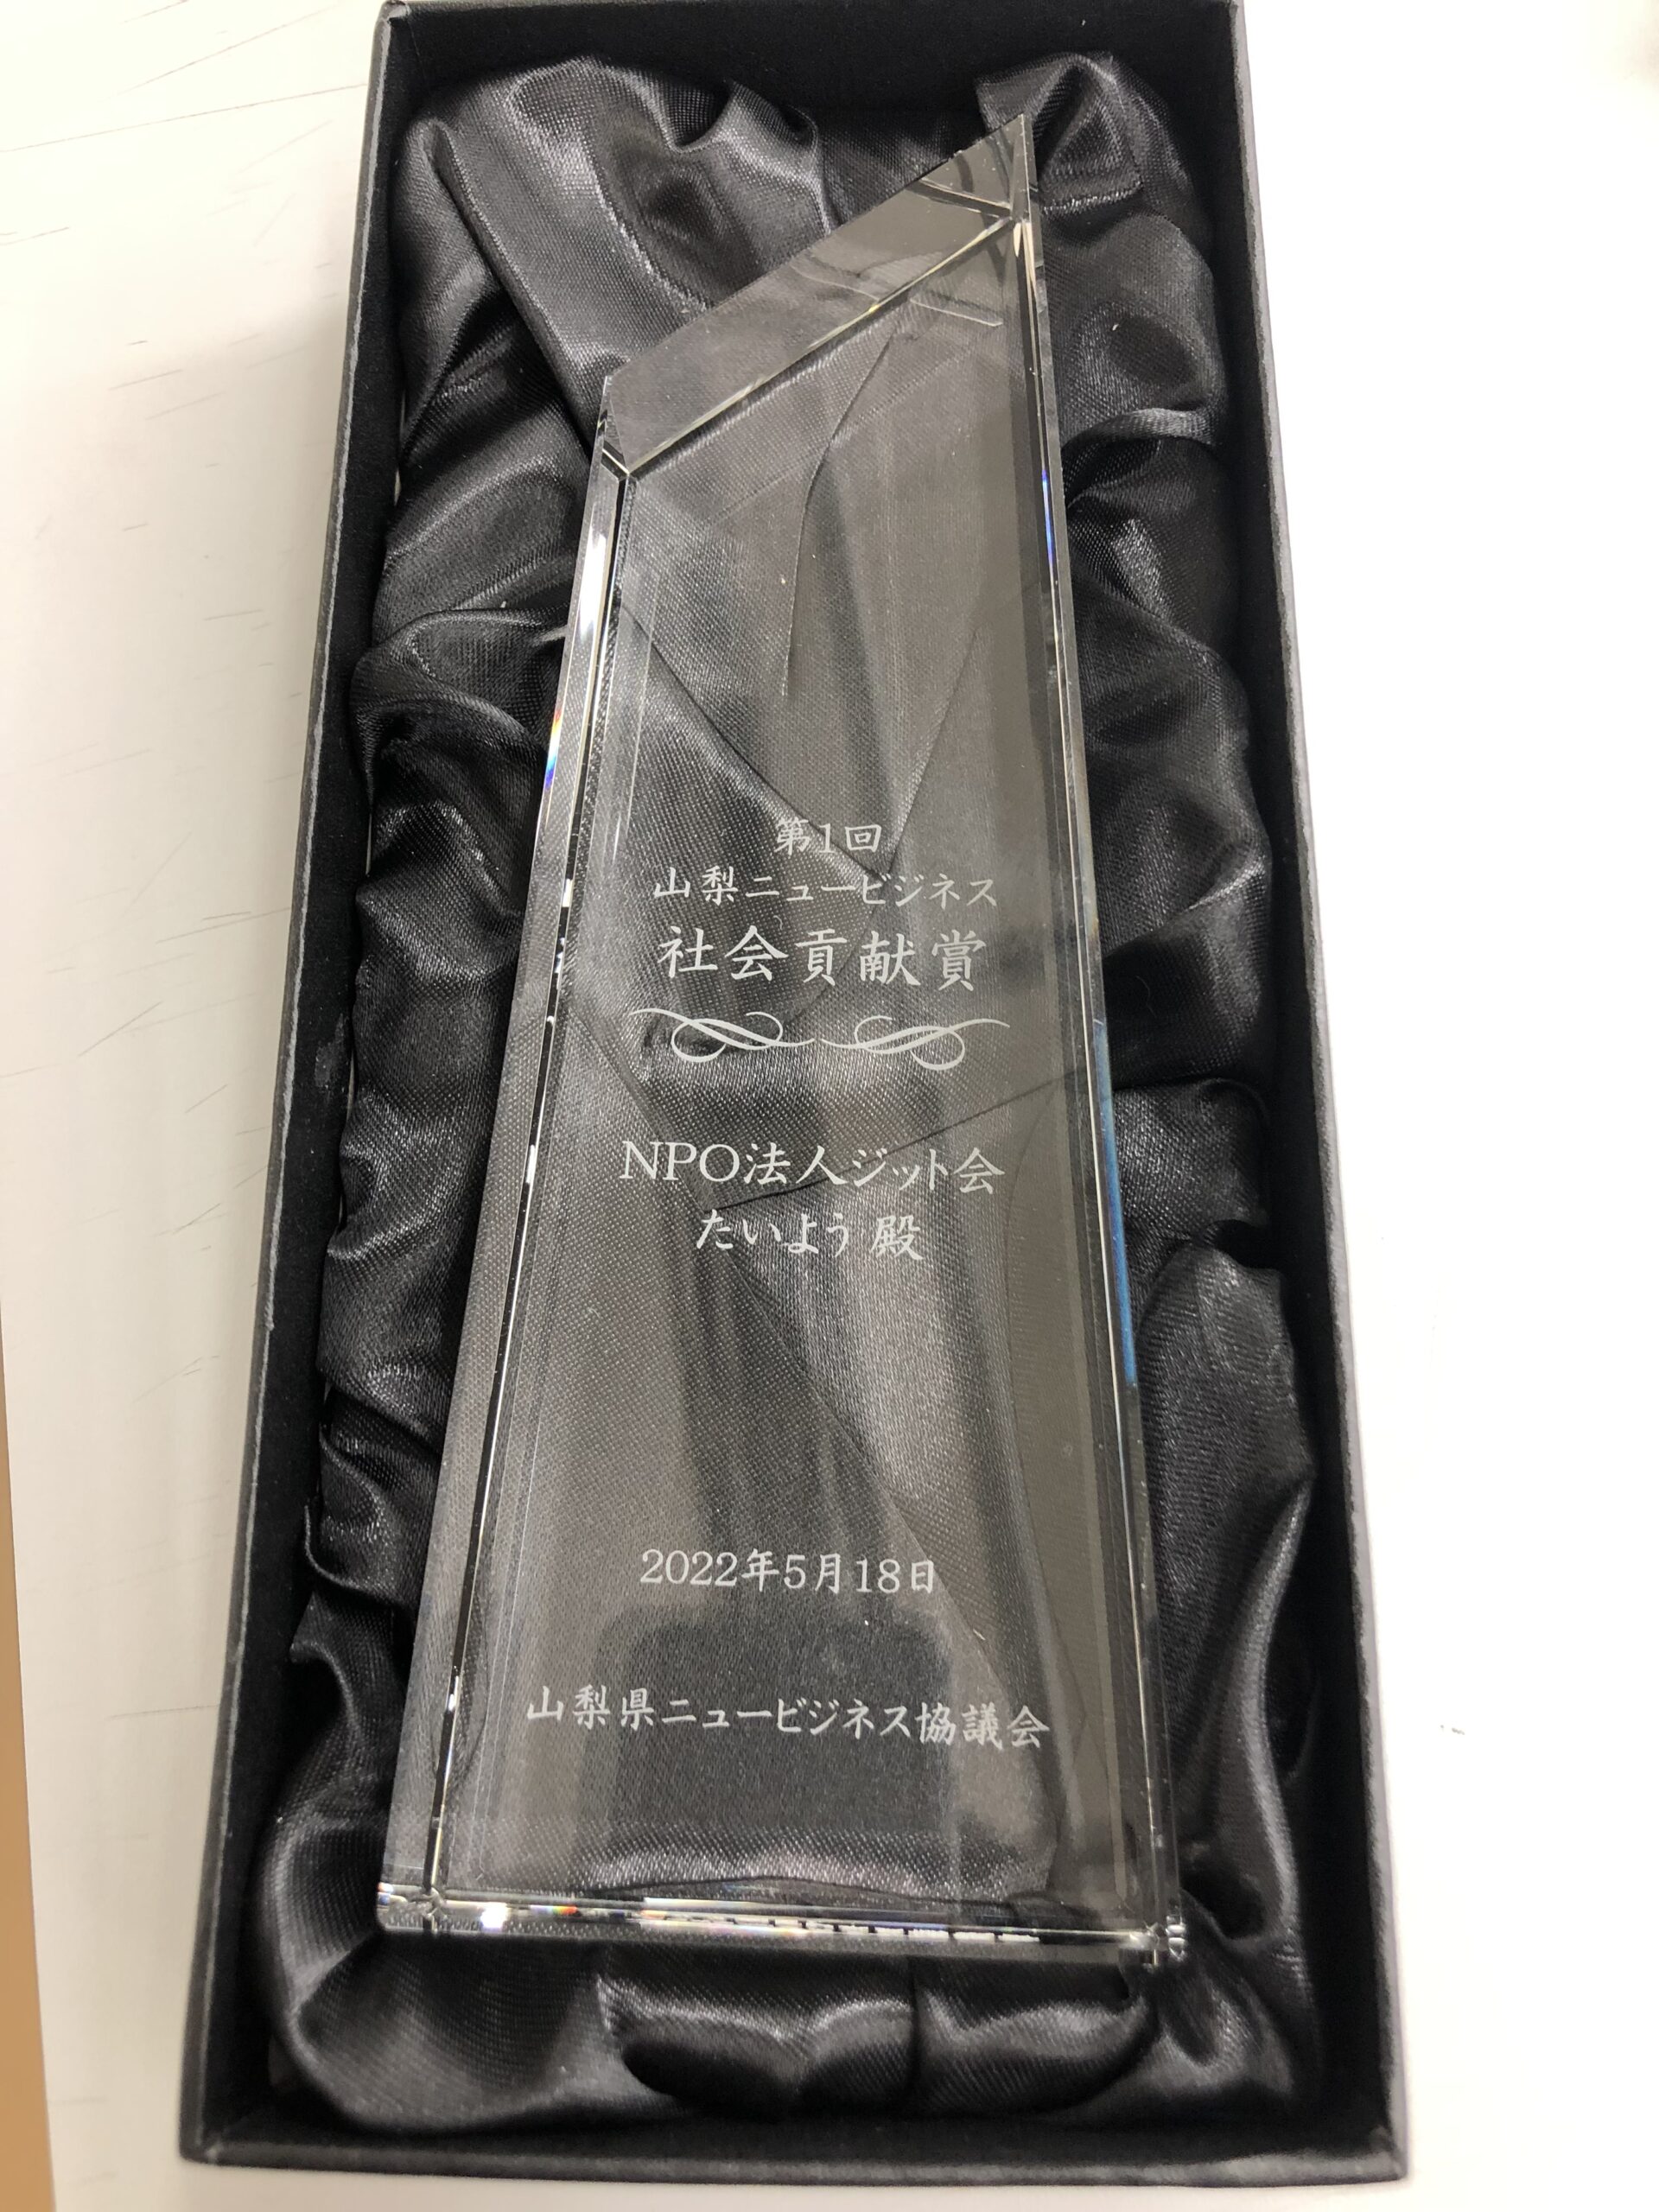 第1回
山梨ニュービジネス
社会貢献賞
NPO法人ジット会
たいよう 殿
2022年5月18日
山梨県ニュービジネス協議会